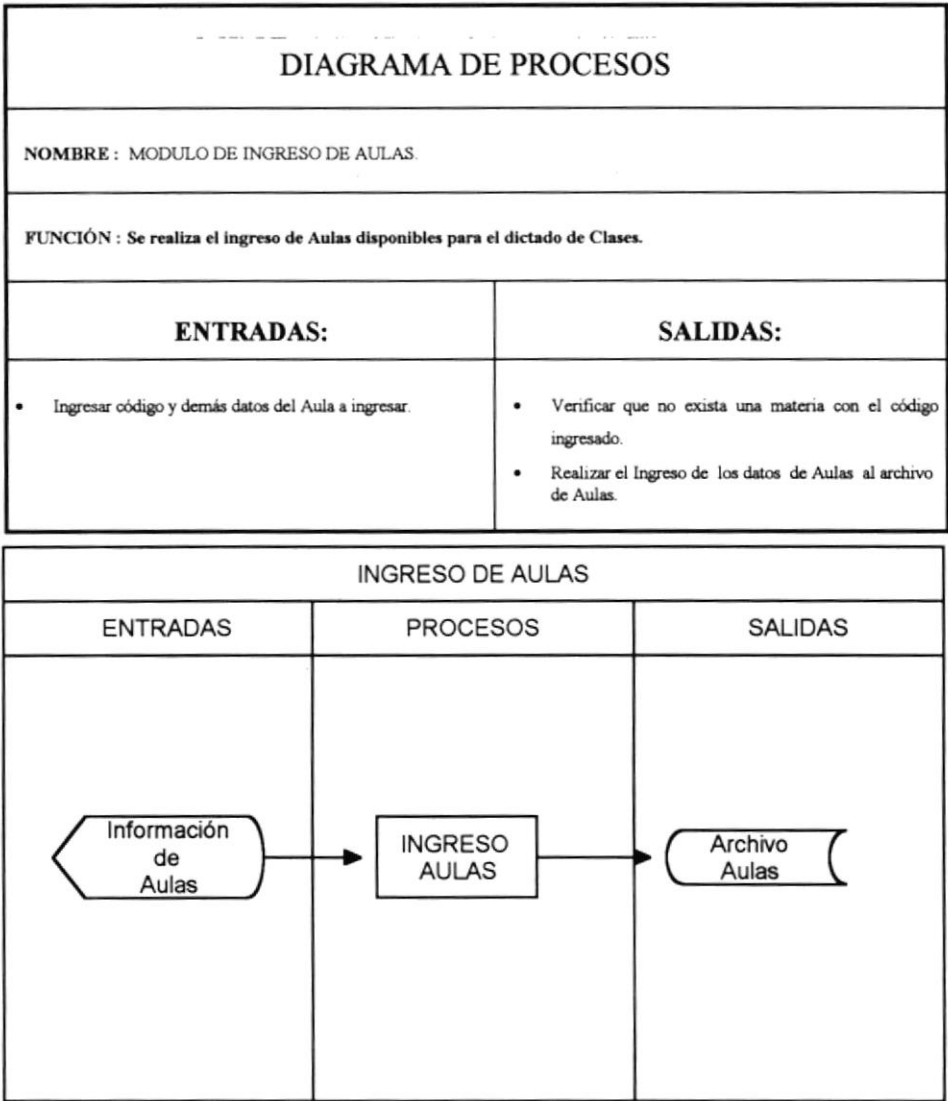 DIAGRAMA DE PROCESOS
NOMBRE : MODULO DE INGRESO DE AULAS.
FUNCIÓN : Se realiza el ingreso de Aulas disponibles para el dictado de Clases.
ENTRADAS:
SALIDAS:
• Ingresar código y demás datos del Aula a ingresar.
• Verificar que no exista una materia con el código
ingresado.
• Realizar el Ingreso de los datos de Aulas al archivo
de Aulas.
INGRESO DE AULAS
ENTRADAS
PROCESOS
SALIDAS
Información
de
Aulas
INGRESO
AULAS
Archivo
Aulas